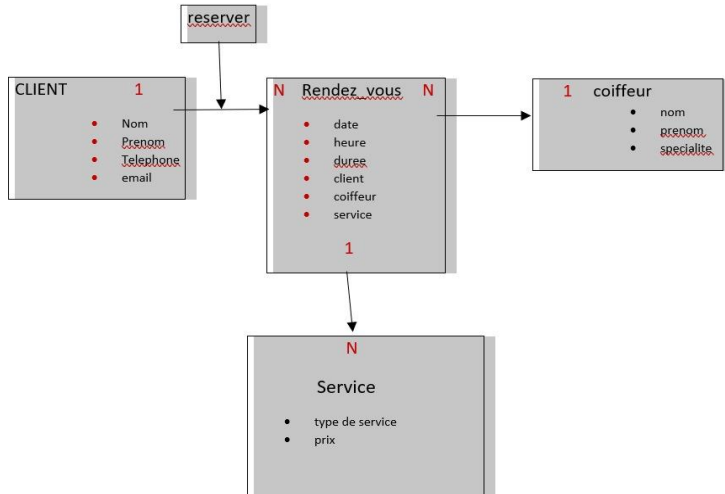 reserver
CLIENT 1
Nom
Prenom
Telephone
email
N Rendez_vous N
date
heure
duree
client
coiffeur
service
1
1 coiffeur
nom
prenom
specialite
N
Service
type de service
prix